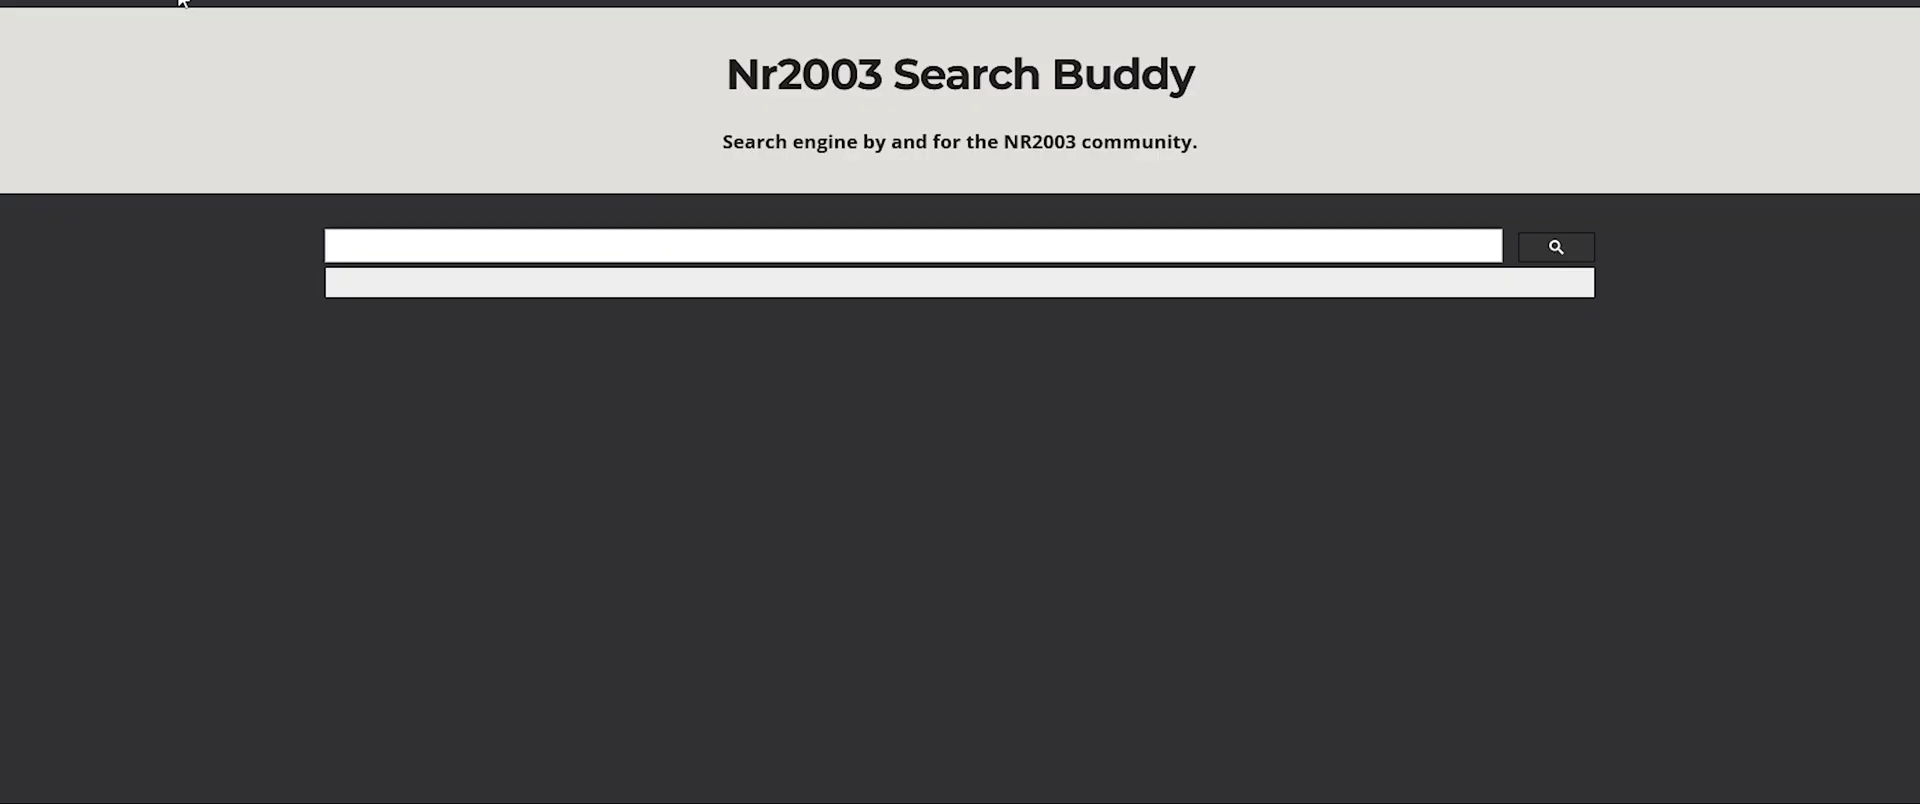 Nr2003 Search Buddy
Search engine by and for the NR2003 community.